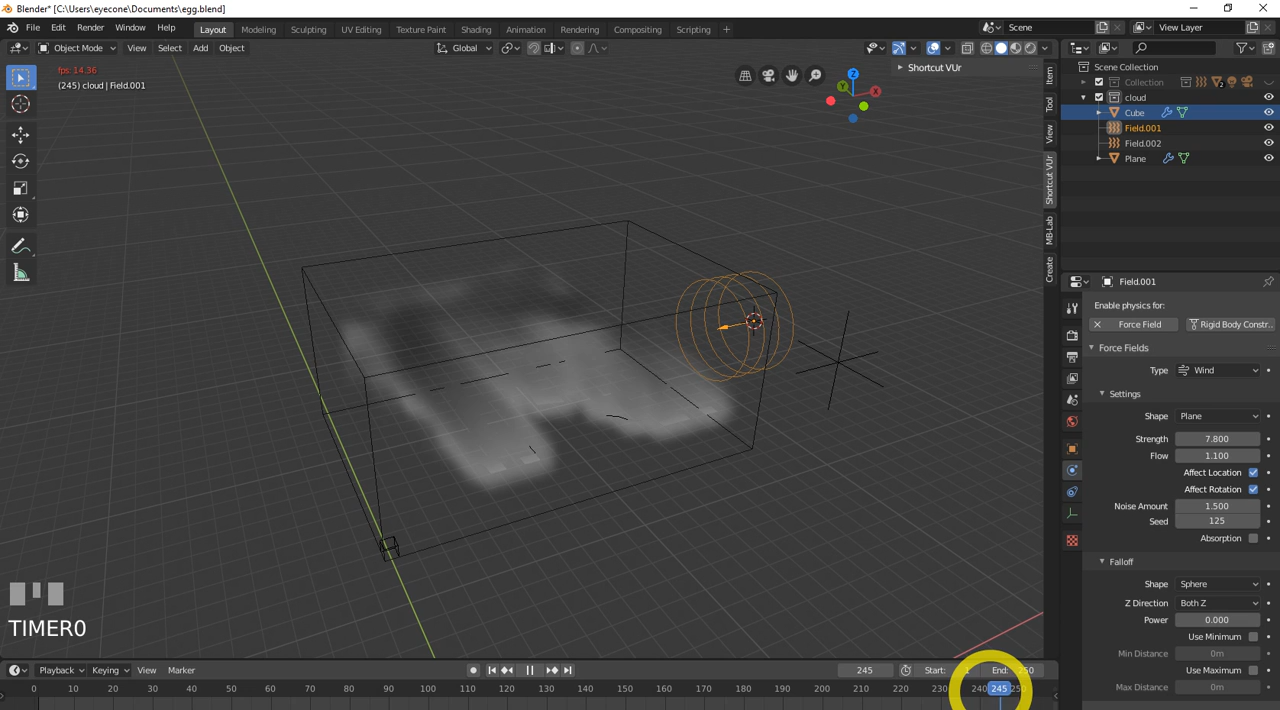 Blender* [C:\Users\eyecone\Documents\egg.blend]
File Edit Render Window Help Layout Modeling Sculpting UV Editing Texture Paint Shading Animation Rendering Compositing Scripting + Scene View Layer
Object Mode View Select Add Object Global
fps: 14.36
(245) cloud | Field.001
Shortcut VUr
Z
Y
X
Item
Tool
View
Shortcut VUr
MB-Lab
Create
Scene Collection
Collection 2
cloud
Cube
Field.001
Field.002
Plane
Field.001
Enable physics for:
× Force Field Rigid Body Constr..
Force Fields
Type Wind
Settings
Shape Plane
Strength 7.800
Flow 1.100
Affect Location
Affect Rotation
Noise Amount 1.500
Seed 125
Absorption
Falloff
Shape Sphere
Z Direction Both Z
Power 0.000
Use Minimum
Min Distance 0m
Use Maximum
Max Distance 0m
TIMER0
Playback Keying View Marker 245 Start: 1 End: 250
0 10 20 30 40 50 60 70 80 90 100 110 120 130 140 150 160 170 180 190 200 210 220 230 240 245 250